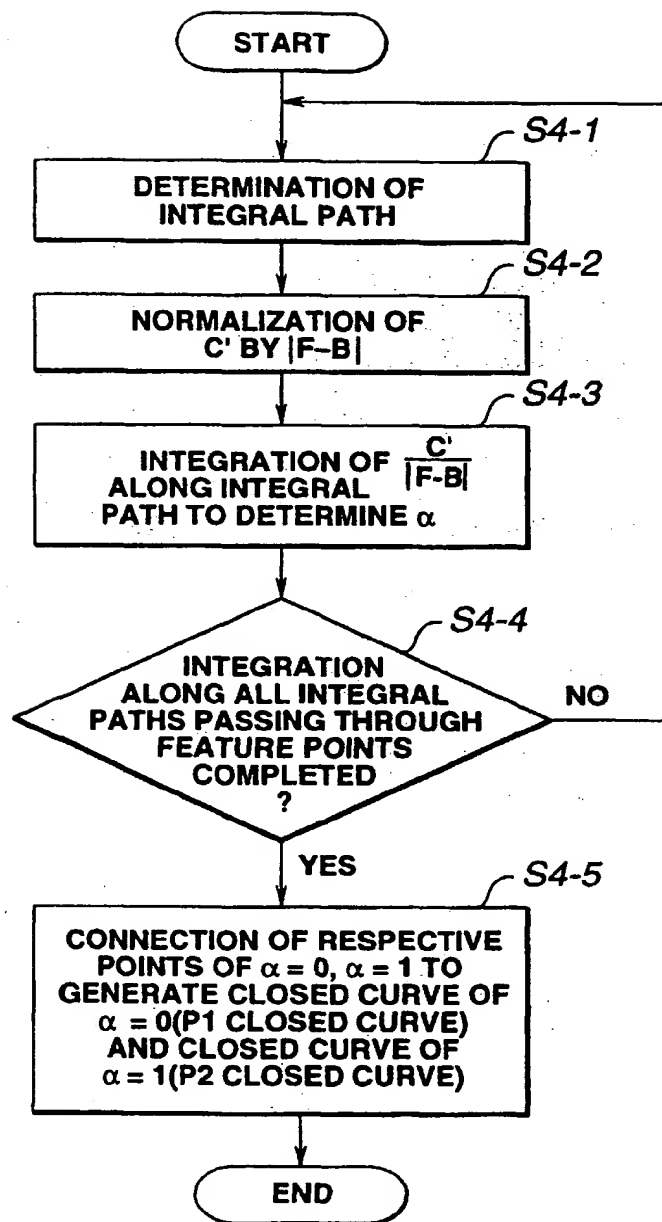 START
S4-1
DETERMINATION OF
INTEGRAL PATH
S4-2
NORMALIZATION OF
C' BY |F–B|
S4-3
INTEGRATION OF C'/|F-B|
ALONG INTEGRAL
PATH TO DETERMINE α
S4-4
INTEGRATION
ALONG ALL INTEGRAL
PATHS PASSING THROUGH
FEATURE POINTS
COMPLETED
?
NO
YES
S4-5
CONNECTION OF RESPECTIVE
POINTS OF α = 0, α = 1 TO
GENERATE CLOSED CURVE OF
α = 0(P1 CLOSED CURVE)
AND CLOSED CURVE OF
α = 1(P2 CLOSED CURVE)
END